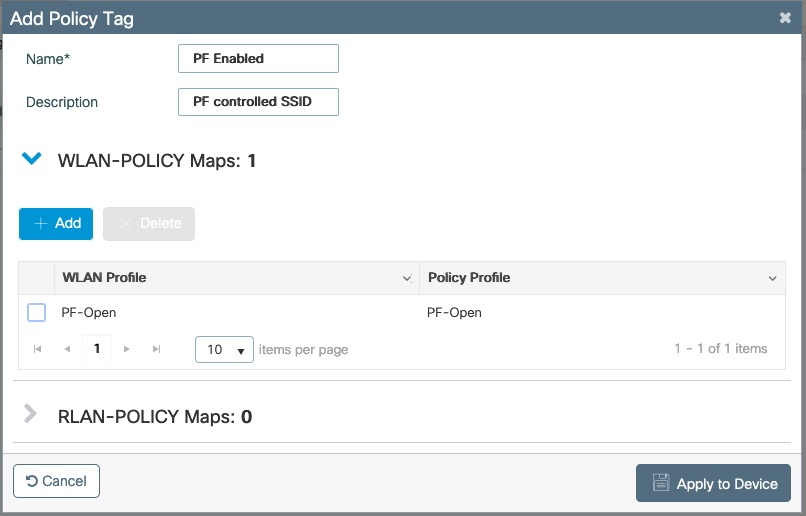 Add Policy Tag
Name* PF Enabled
Description PF controlled SSID
WLAN-POLICY Maps: 1
+ Add × Delete
WLAN Profile Policy Profile
PF-Open PF-Open
1 10 items per page 1 - 1 of 1 items
RLAN-POLICY Maps: 0
Cancel Apply to Device